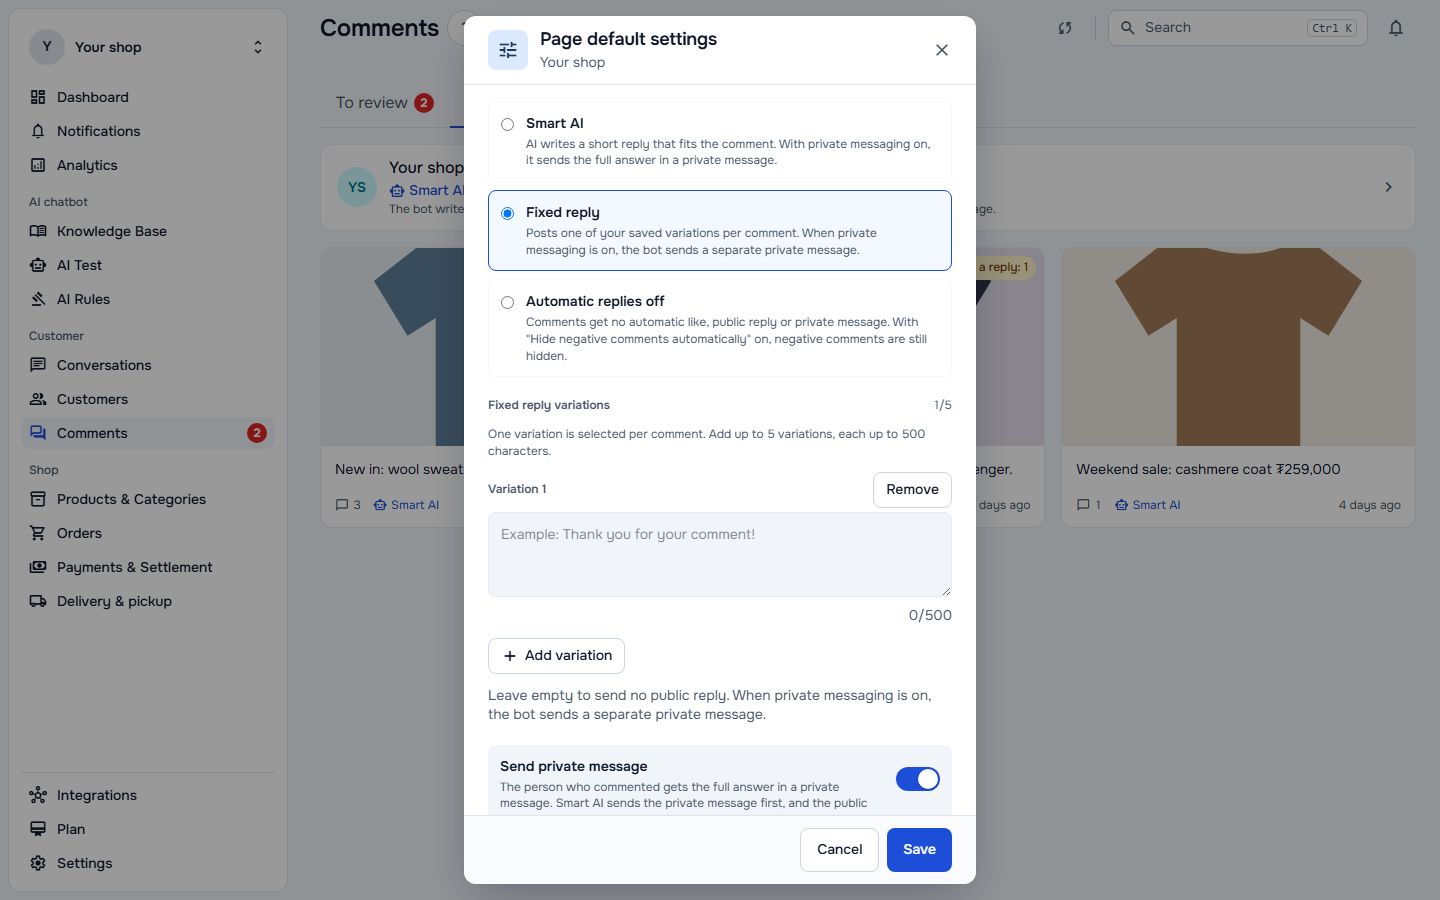 Y
Your shop
Dashboard
Notifications
Analytics
AI chatbot
Knowledge Base
AI Test
AI Rules
Customer
Conversations
Customers
Comments
2
Shop
Products & Categories
Orders
Payments & Settlement
Delivery & pickup
Integrations
Plan
Settings
Comments
Search
Ctrl K
To review 2
YS
Your shop
Smart AI
The bot write
ge.
New in: wool sweat
3 Smart AI
a reply: 1
enger.
days ago
Weekend sale: cashmere coat ₮259,000
1 Smart AI
4 days ago
Page default settings
Your shop
Smart AI
AI writes a short reply that fits the comment. With private messaging on,
it sends the full answer in a private message.
Fixed reply
Posts one of your saved variations per comment. When private
messaging is on, the bot sends a separate private message.
Automatic replies off
Comments get no automatic like, public reply or private message. With
"Hide negative comments automatically" on, negative comments are still
hidden.
Fixed reply variations
1/5
One variation is selected per comment. Add up to 5 variations, each up to 500
characters.
Variation 1
Remove
Example: Thank you for your comment!
0/500
Add variation
Leave empty to send no public reply. When private messaging is on,
the bot sends a separate private message.
Send private message
The person who commented gets the full answer in a private
message. Smart AI sends the private message first, and the public
Cancel
Save